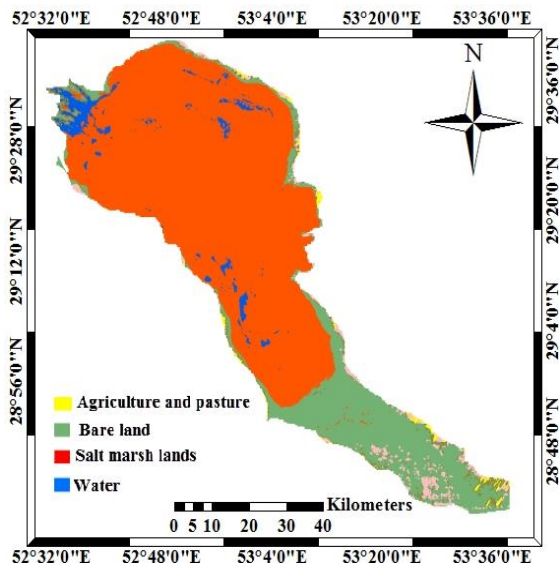 52°32'0"E 52°48'0"E 53°4'0"E 53°20'0"E 53°36'0"E
N
29°36'0"N
29°28'0"N
29°20'0"N
29°12'0"N
29°4'0"N
28°56'0"N
28°48'0"N
Agriculture and pasture
Bare land
Salt marsh lands
Water
Kilometers
0 5 10 20 30 40
52°32'0"E 52°48'0"E 53°4'0"E 53°20'0"E 53°36'0"E